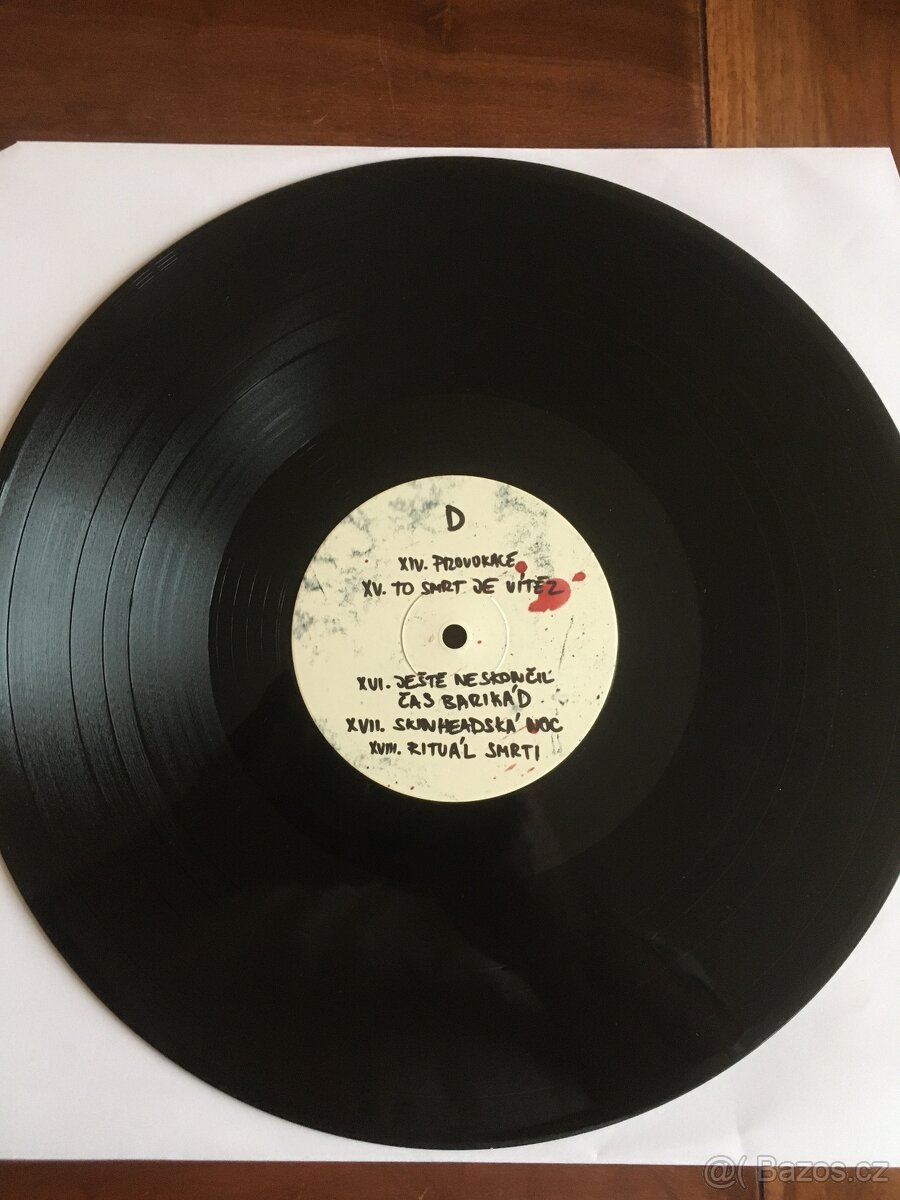 D
XIV. PROVOKACE
XV. TO SMRT JE VÍTĚZ
XVI. JEŠTĚ NESKONČIL
ČAS BARIKÁD
XVII. SKINHEADSKÁ NOC
XVIII. RITUÁL SMRTI
@( Bazos.cz